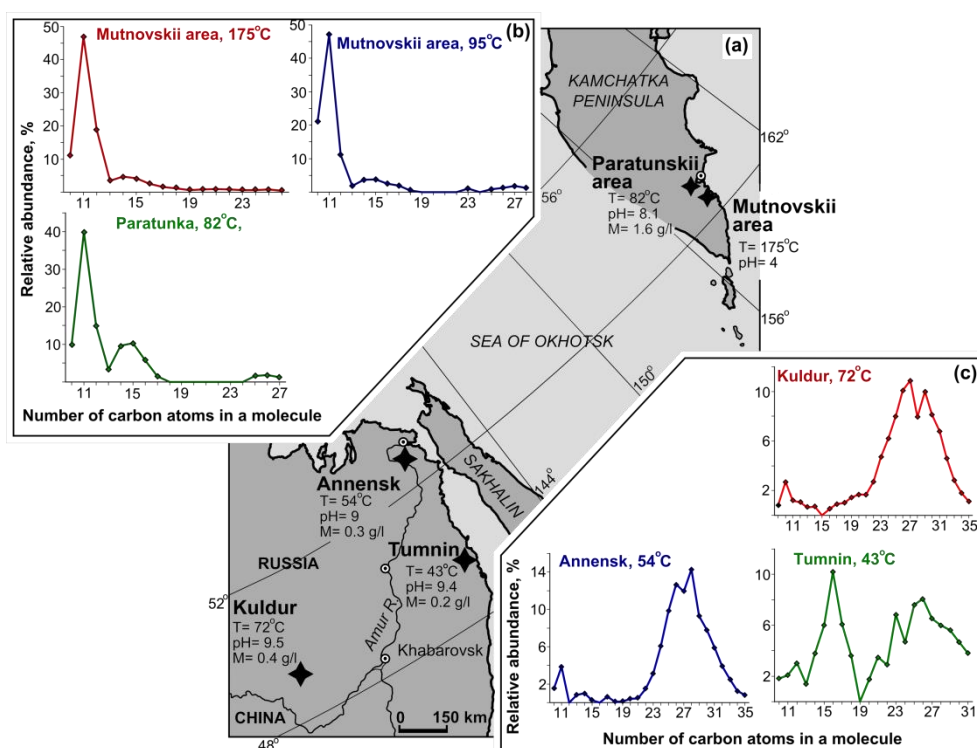 (b)
Mutnovskii area, 175°C
50
40
30
20
10
11
15
19
23
Mutnovskii area, 95°C
50
40
30
20
10
11
15
19
23
27
Relative abundance, %
Paratunka, 82°C,
40
30
20
10
11
15
19
23
27
Number of carbon atoms in a molecule
(a)
KAMCHATKA
PENINSULA
162°
Paratunskii
area
T= 82°C
pH= 8.1
M= 1.6 g/l
56°
Mutnovskii
area
T= 175°C
pH= 4
156°
SEA OF OKHOTSK
150°
SAKHALIN
144°
Annensk
T= 54°C
pH= 9
M= 0.3 g/l
RUSSIA
Tumnin
T= 43°C
pH= 9.4
M= 0.2 g/l
52°
Kuldur
T= 72°C
pH= 9.5
M= 0.4 g/l
Amur R.
Khabarovsk
CHINA
48°
0 150 km
(c)
Kuldur, 72°C
10
6
2
11
15
19
23
27
31
35
Relative abundance, %
Annensk, 54°C
14
10
6
2
11
15
19
23
27
31
35
Tumnin, 43°C
10
6
2
11
15
19
23
27
31
Number of carbon atoms in a molecule